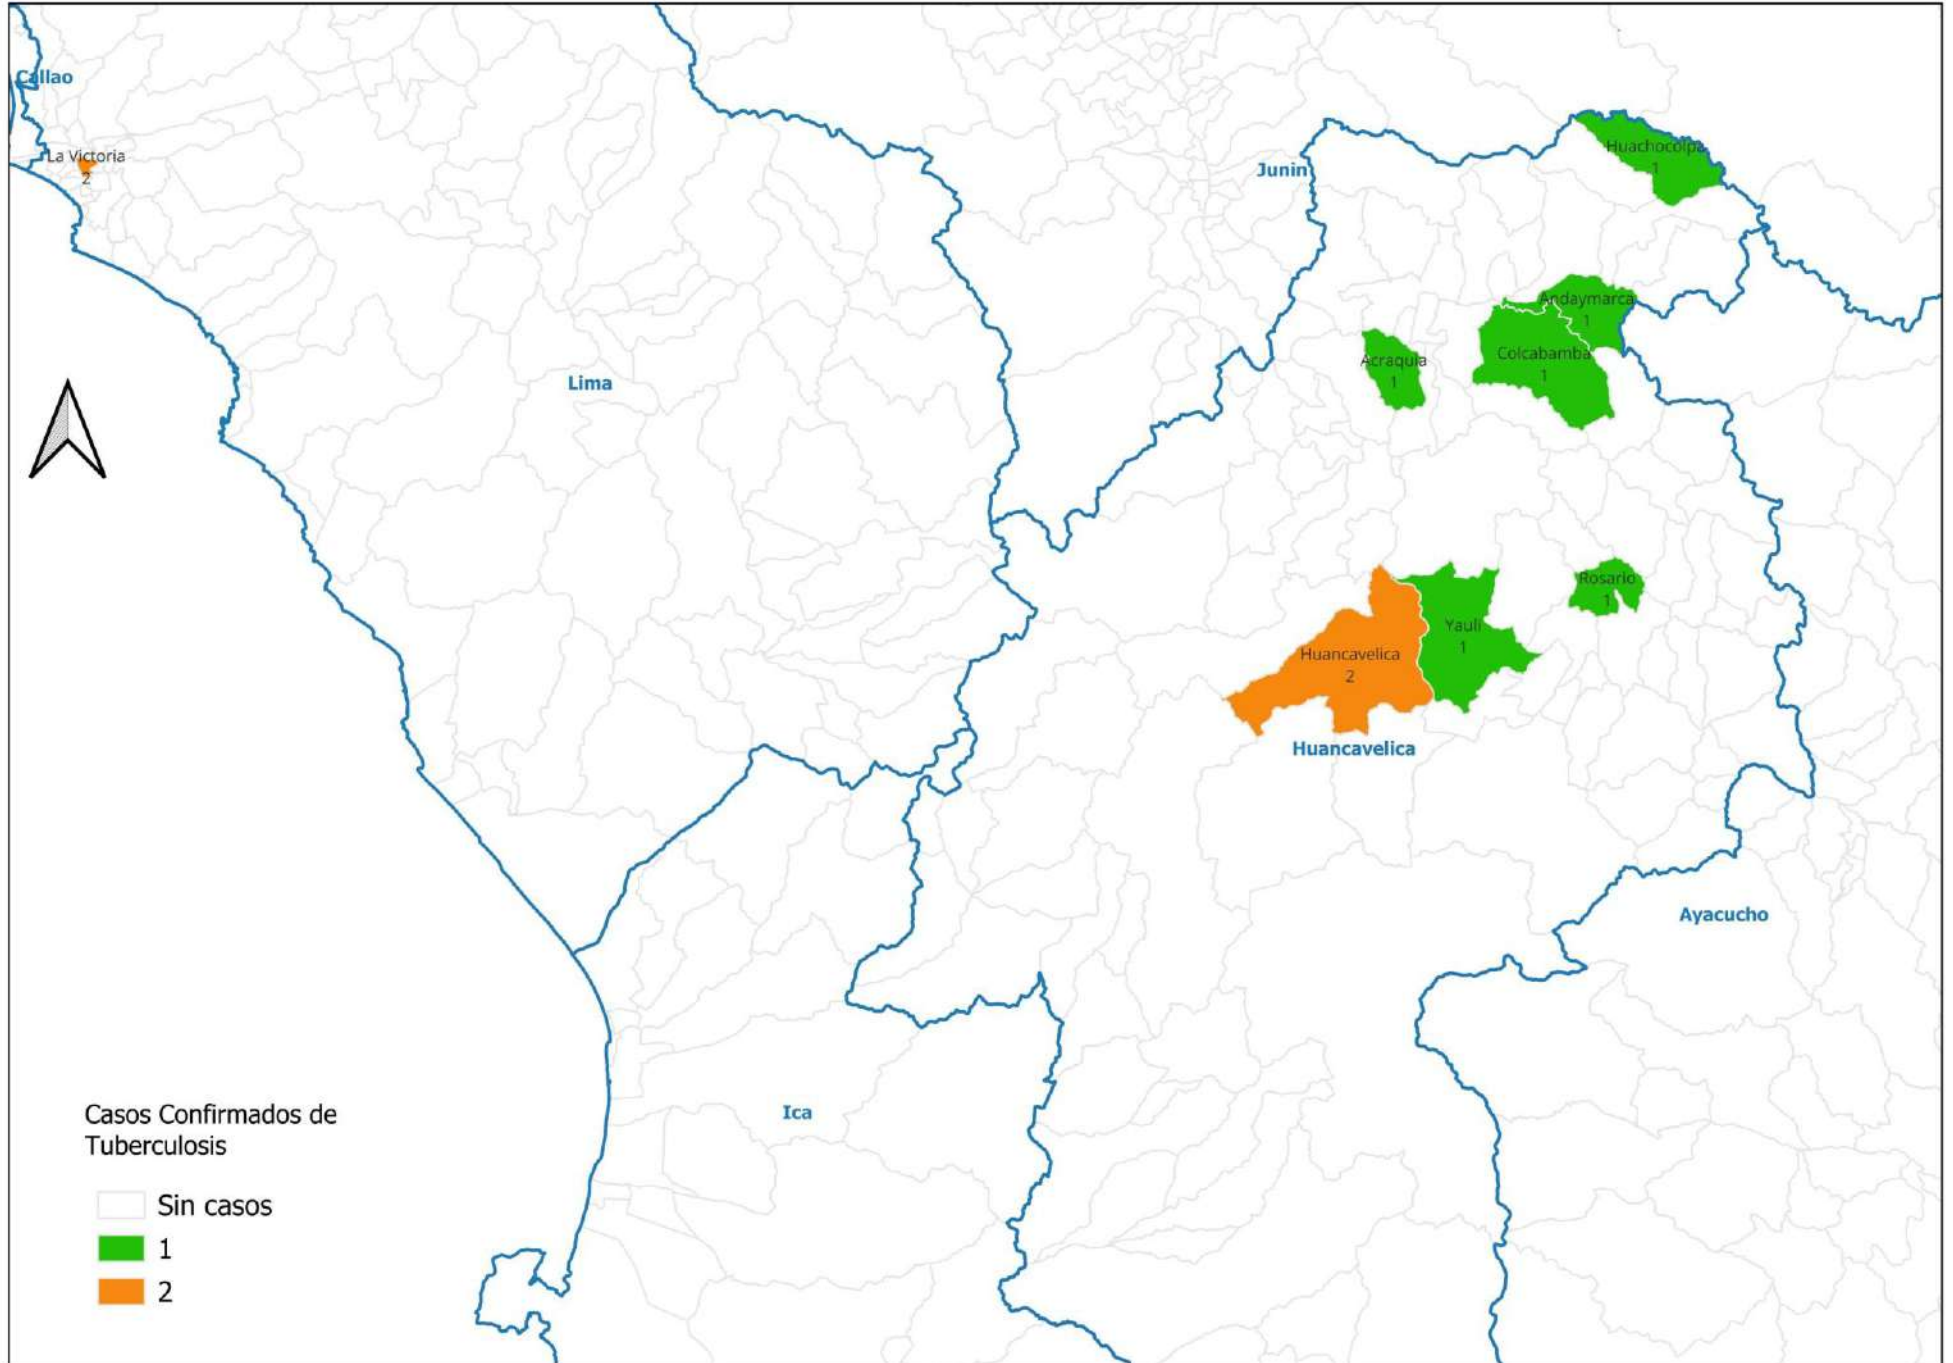 Callao
La Victoria
2
Junin
Huachocolpa
1
Andaymarca
1
Colcabamba
1
Acraquia
1
Lima
Rosario
1
Yauli
1
Huancavelica
2
Huancavelica
Ayacucho
Ica
Casos Confirmados de
Tuberculosis
Sin casos
1
2